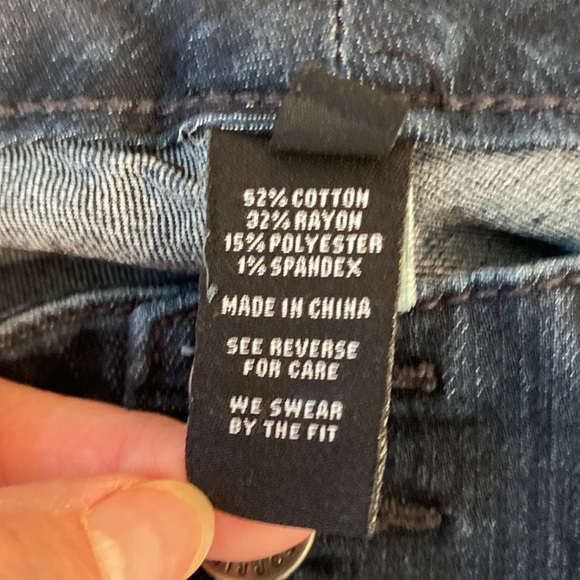 52% COTTON
32% RAYON
15% POLYESTER
1% SPANDEX
MADE IN CHINA
SEE REVERSE
FOR CARE
WE SWEAR
BY THE FIT